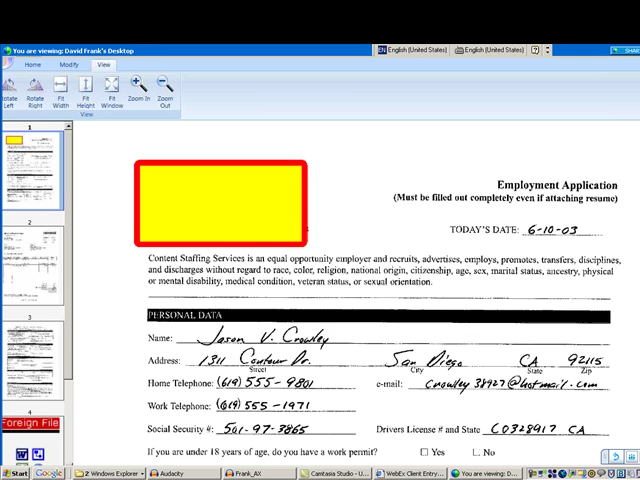 You are viewing: David Frank's Desktop
EN English (United States) English (United States) ?
Home Modify View
Rotate Left Rotate Right Fit Width Fit Height Fit Window Zoom In Zoom Out
View
1
2
3
4
Foreign File
Employment Application
(Must be filled out completely even if attaching resume)
TODAY'S DATE: 6-10-03
Content Staffing Services is an equal opportunity employer and recruits, advertises, employs, promotes, transfers, disciplines,
and discharges without regard to race, color, religion, national origin, citizenship, age, sex, marital status, ancestry, physical
or mental disability, medical condition, veteran status, or sexual orientation.
PERSONAL DATA
Name: Jason V. Crowley
Address: 1311 Contour Dr. San Diego CA 92115
Street City State Zip
Home Telephone: (619) 555-9801 e-mail: crowley38927@hotmail.com
Work Telephone: (619) 555-1971
Social Security #: 501-97-3865 Drivers License # and State C0328917 CA
If you are under 18 years of age, do you have a work permit? Yes No
Start Google 2 Windows Explorer Audacity Frank_AX Camtasia Studio - U... WebEx Client Entry... You are viewing: D...